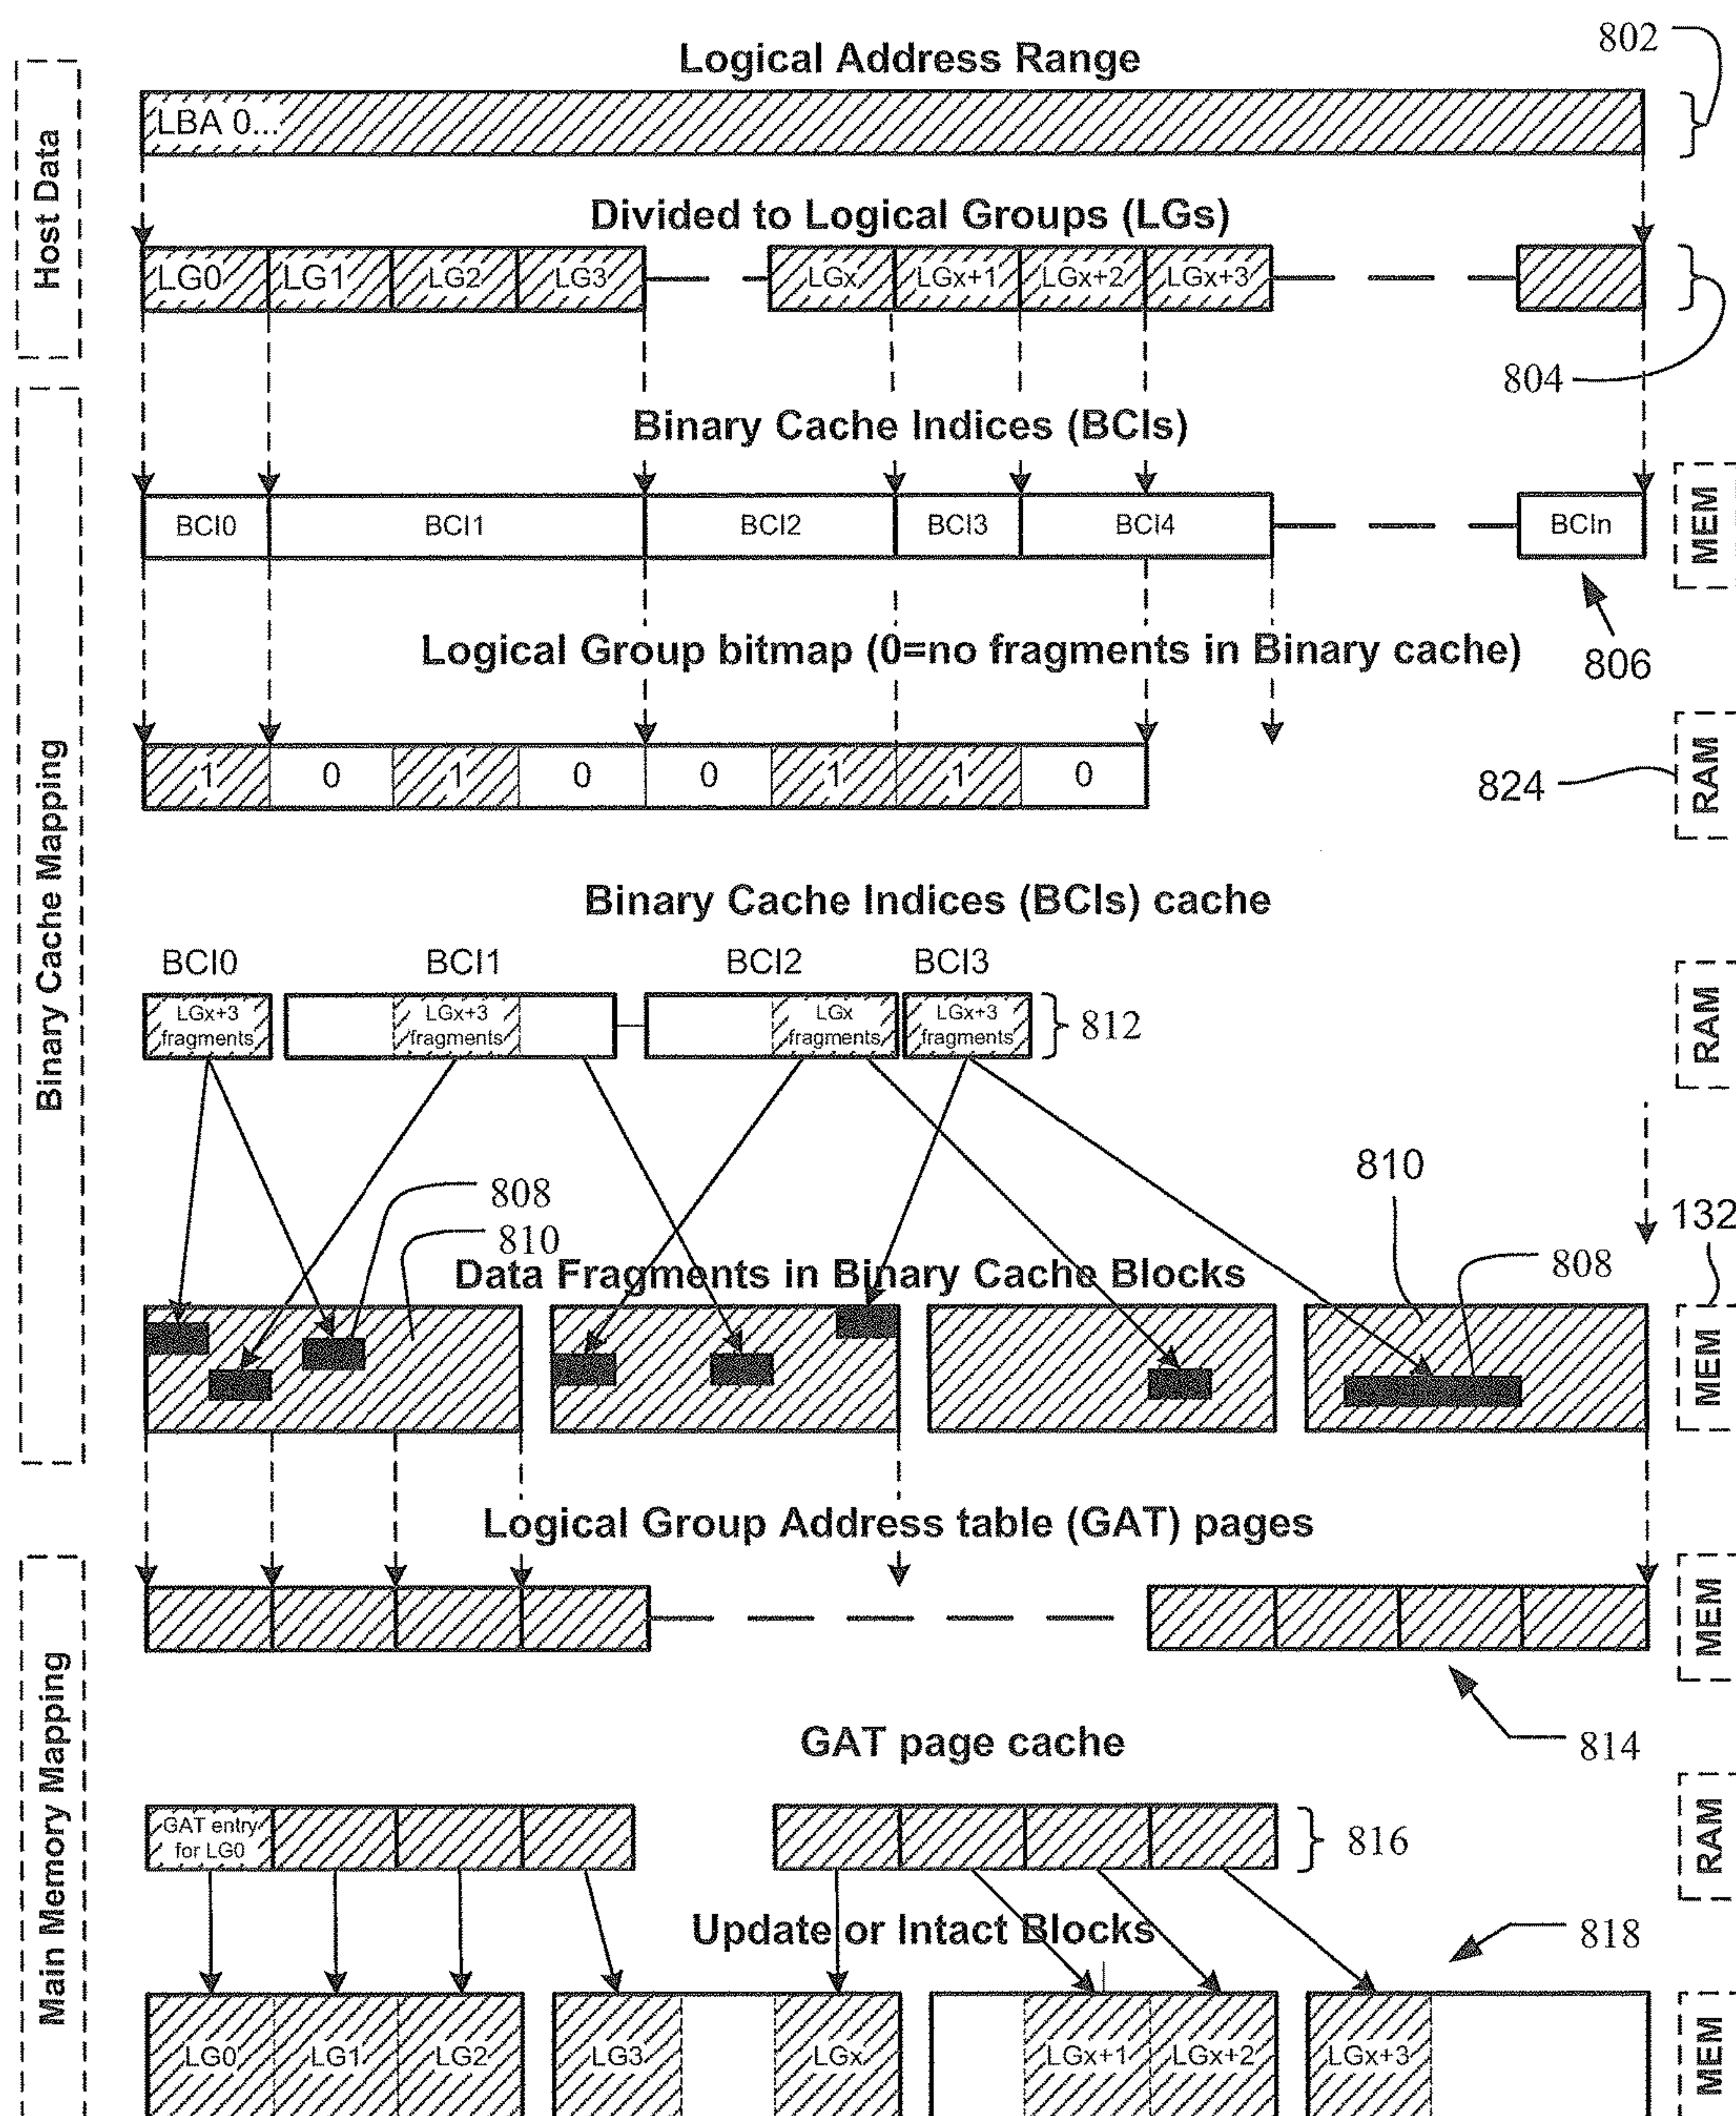 Logical Address Range
802
LBA 0...
Host Data
Divided to Logical Groups (LGs)
LG0 LG1 LG2 LG3 LGx LGx+1 LGx+2 LGx+3
804
Binary Cache Mapping
Binary Cache Indices (BCIs)
BCI0 BCI1 BCI2 BCI3 BCI4 BCIn
MEM
806
Logical Group bitmap (0=no fragments in Binary cache)
1 0 1 0 0 1 1 0
824
RAM
Binary Cache Indices (BCIs) cache
BCI0 BCI1 BCI2 BCI3
LGx+3 fragments
LGx+3 fragments
LGx fragments
LGx+3 fragments
812
RAM
810
808
810
132
808
Data Fragments in Binary Cache Blocks
MEM
Logical Group Address table (GAT) pages
MEM
Main Memory Mapping
814
GAT page cache
GAT entry
for LG0
816
RAM
Update or Intact Blocks
818
LG0 LG1 LG2 LG3 LGx LGx+1 LGx+2 LGx+3
MEM